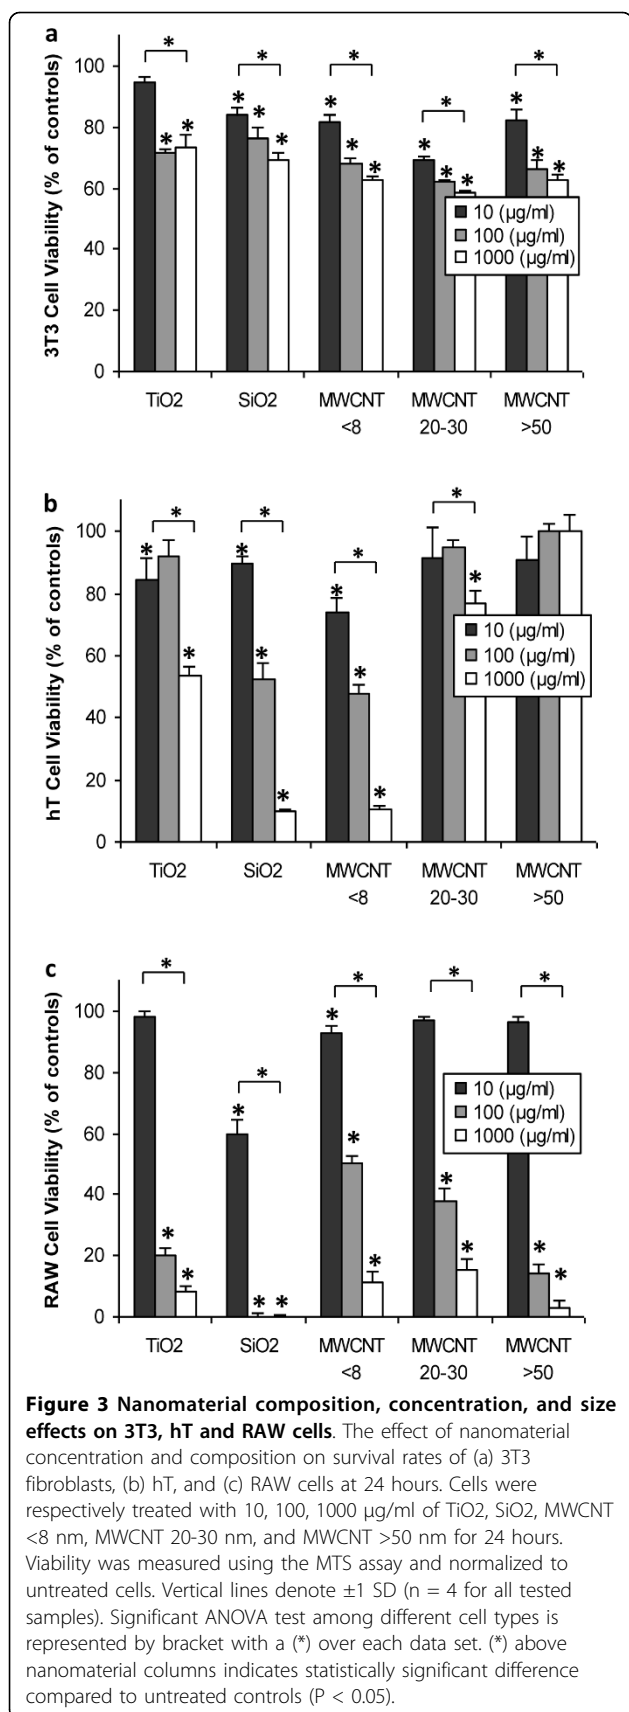 a
*
*
*
*
*
100
80
60
40
20
0
3T3 Cell Viability (% of controls)
* *
* * *
* * *
* * *
* * *
10 (µg/ml)
100 (µg/ml)
1000 (µg/ml)
TiO2 SiO2 MWCNT MWCNT MWCNT
<8 20-30 >50
b
*
*
*
*
100
80
60
40
20
0
hT Cell Viability (% of controls)
* *
* * *
* * *
*
10 (µg/ml)
100 (µg/ml)
1000 (µg/ml)
TiO2 SiO2 MWCNT MWCNT MWCNT
<8 20-30 >50
c
*
*
*
*
*
100
80
60
40
20
0
RAW Cell Viability (% of controls)
* *
* * *
* * *
* *
* *
10 (µg/ml)
100 (µg/ml)
1000 (µg/ml)
TiO2 SiO2 MWCNT MWCNT MWCNT
<8 20-30 >50
Figure 3 Nanomaterial composition, concentration, and size
effects on 3T3, hT and RAW cells. The effect of nanomaterial
concentration and composition on survival rates of (a) 3T3
fibroblasts, (b) hT, and (c) RAW cells at 24 hours. Cells were
respectively treated with 10, 100, 1000 µg/ml of TiO2, SiO2, MWCNT
<8 nm, MWCNT 20-30 nm, and MWCNT >50 nm for 24 hours.
Viability was measured using the MTS assay and normalized to
untreated cells. Vertical lines denote ±1 SD (n = 4 for all tested
samples). Significant ANOVA test among different cell types is
represented by bracket with a (*) over each data set. (*) above
nanomaterial columns indicates statistically significant difference
compared to untreated controls (P < 0.05).